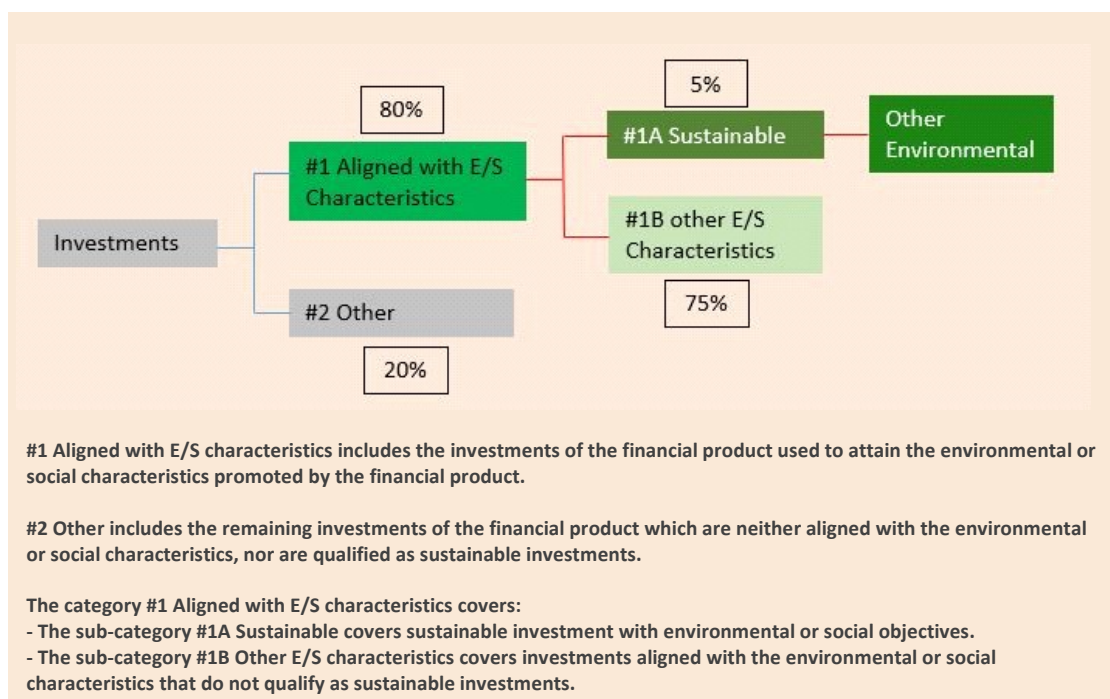 80%
5%
#1 Aligned with E/S
Characteristics
#1A Sustainable
Other
Environmental
Investments
#1B other E/S
Characteristics
75%
#2 Other
20%
#1 Aligned with E/S characteristics includes the investments of the financial product used to attain the environmental or
social characteristics promoted by the financial product.
#2 Other includes the remaining investments of the financial product which are neither aligned with the environmental
or social characteristics, nor are qualified as sustainable investments.
The category #1 Aligned with E/S characteristics covers:
- The sub-category #1A Sustainable covers sustainable investment with environmental or social objectives.
- The sub-category #1B Other E/S characteristics covers investments aligned with the environmental or social
characteristics that do not qualify as sustainable investments.